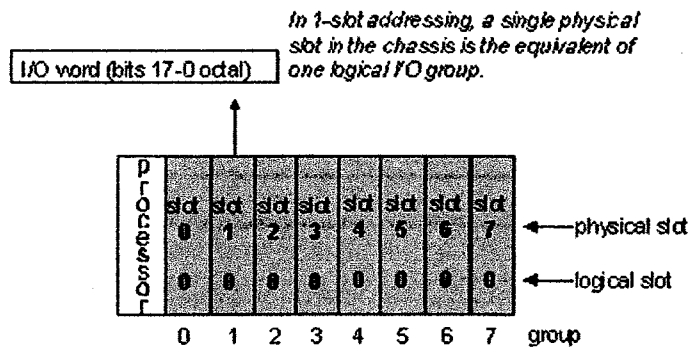 In 1-slot addressing, a single physical
slot in the chassis is the equivalent of
one logical I/O group.
I/O word (bits 17-0 octal)
processor
slot slot slot slot slot slot slot slot
0 1 2 3 4 5 6 7
physical slot
0 0 0 0 0 0 0 0
logical slot
0 1 2 3 4 5 6 7 group